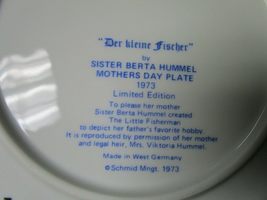 "Der kleine Fischer"
by
SISTER BERTA HUMMEL
MOTHERS DAY PLATE
1973
Limited Edition
To please her mother
Sister Berta Hummel created
The Little Fisherman
to depict her father's favorite hobby.
It is reproduced by permission of her mother
and legal heir, Mrs. Viktoria Hummel.
Made in West Germany
©Schmid Mngt. 1973